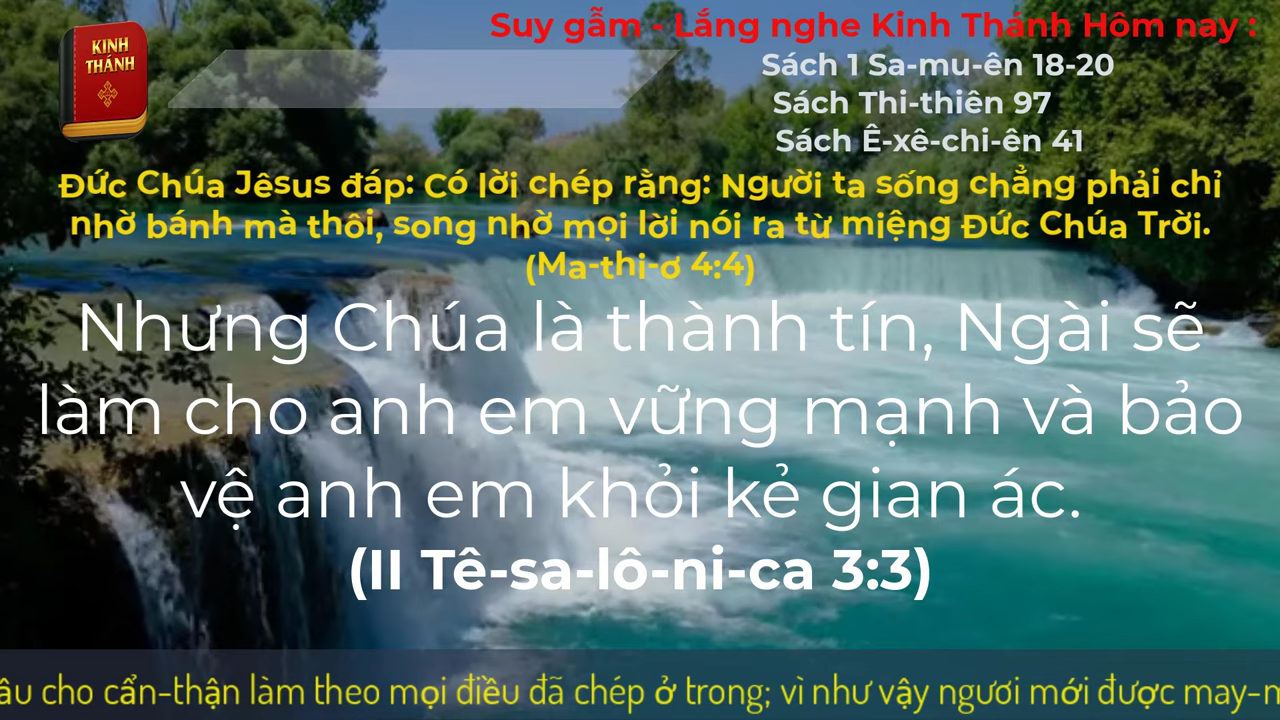 KINH
THÁNH
Suy gẫm - Lắng nghe Kinh Thánh Hôm nay :
Sách 1 Sa-mu-ên 18-20
Sách Thi-thiên 97
Sách Ê-xê-chi-ên 41
Đức Chúa Jêsus đáp: Có lời chép rằng: Người ta sống chẳng phải chỉ
nhờ bánh mà thôi, song nhờ mọi lời nói ra từ miệng Đức Chúa Trời.
(Ma-thi-ơ 4:4)
Nhưng Chúa là thành tín, Ngài sẽ
làm cho anh em vững mạnh và bảo
vệ anh em khỏi kẻ gian ác.
(II Tê-sa-lô-ni-ca 3:3)
cho cẩn-thận làm theo mọi điều đã chép ở trong; vì như vậy ngươi mới được